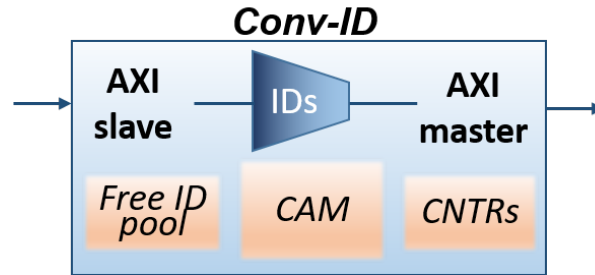 Conv-ID
AXI
slave
IDs
AXI
master
Free ID
pool
CAM
CNTRs